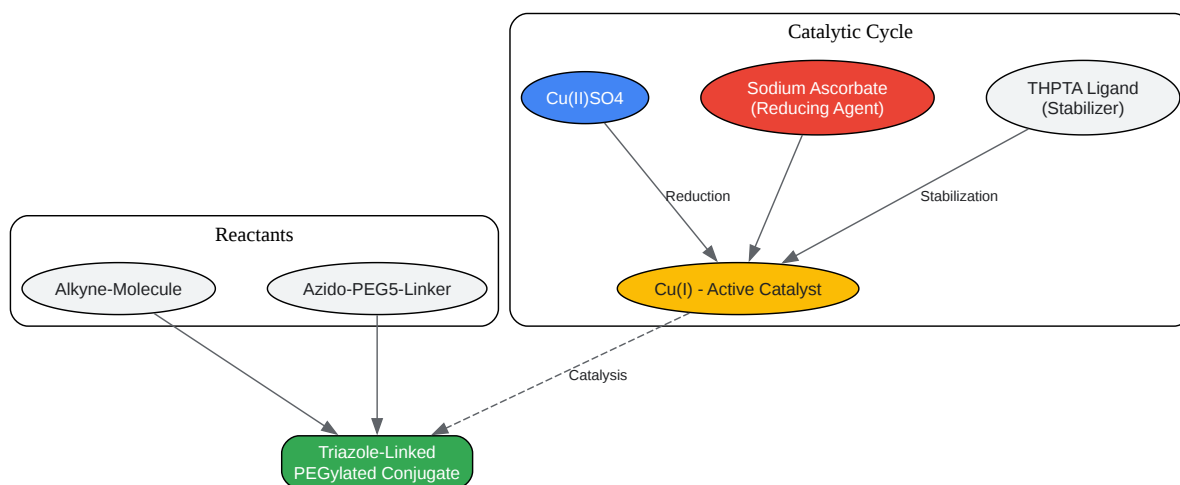 Catalytic Cycle
Cu(II)SO4
Sodium Ascorbate
(Reducing Agent)
THPTA Ligand
(Stabilizer)
Reduction
Stabilization
Reactants
Alkyne-Molecule
Azido-PEG5-Linker
Cu(I) - Active Catalyst
Catalysis
Triazole-Linked
PEGylated Conjugate